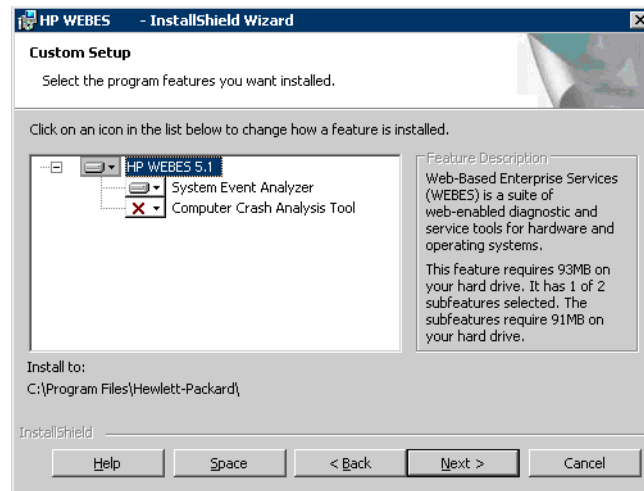 HP WEBES - InstallShield Wizard
Custom Setup
Select the program features you want installed.
Click on an icon in the list below to change how a feature is installed.
HP WEBES 5.1
System Event Analyzer
Computer Crash Analysis Tool
Feature Description
Web-Based Enterprise Services
(WEBES) is a suite of
web-enabled diagnostic and
service tools for hardware and
operating systems.
This feature requires 93MB on
your hard drive. It has 1 of 2
subfeatures selected. The
subfeatures require 91MB on
your hard drive.
Install to:
C:\Program Files\Hewlett-Packard\
InstallShield
Help
Space
< Back
Next >
Cancel